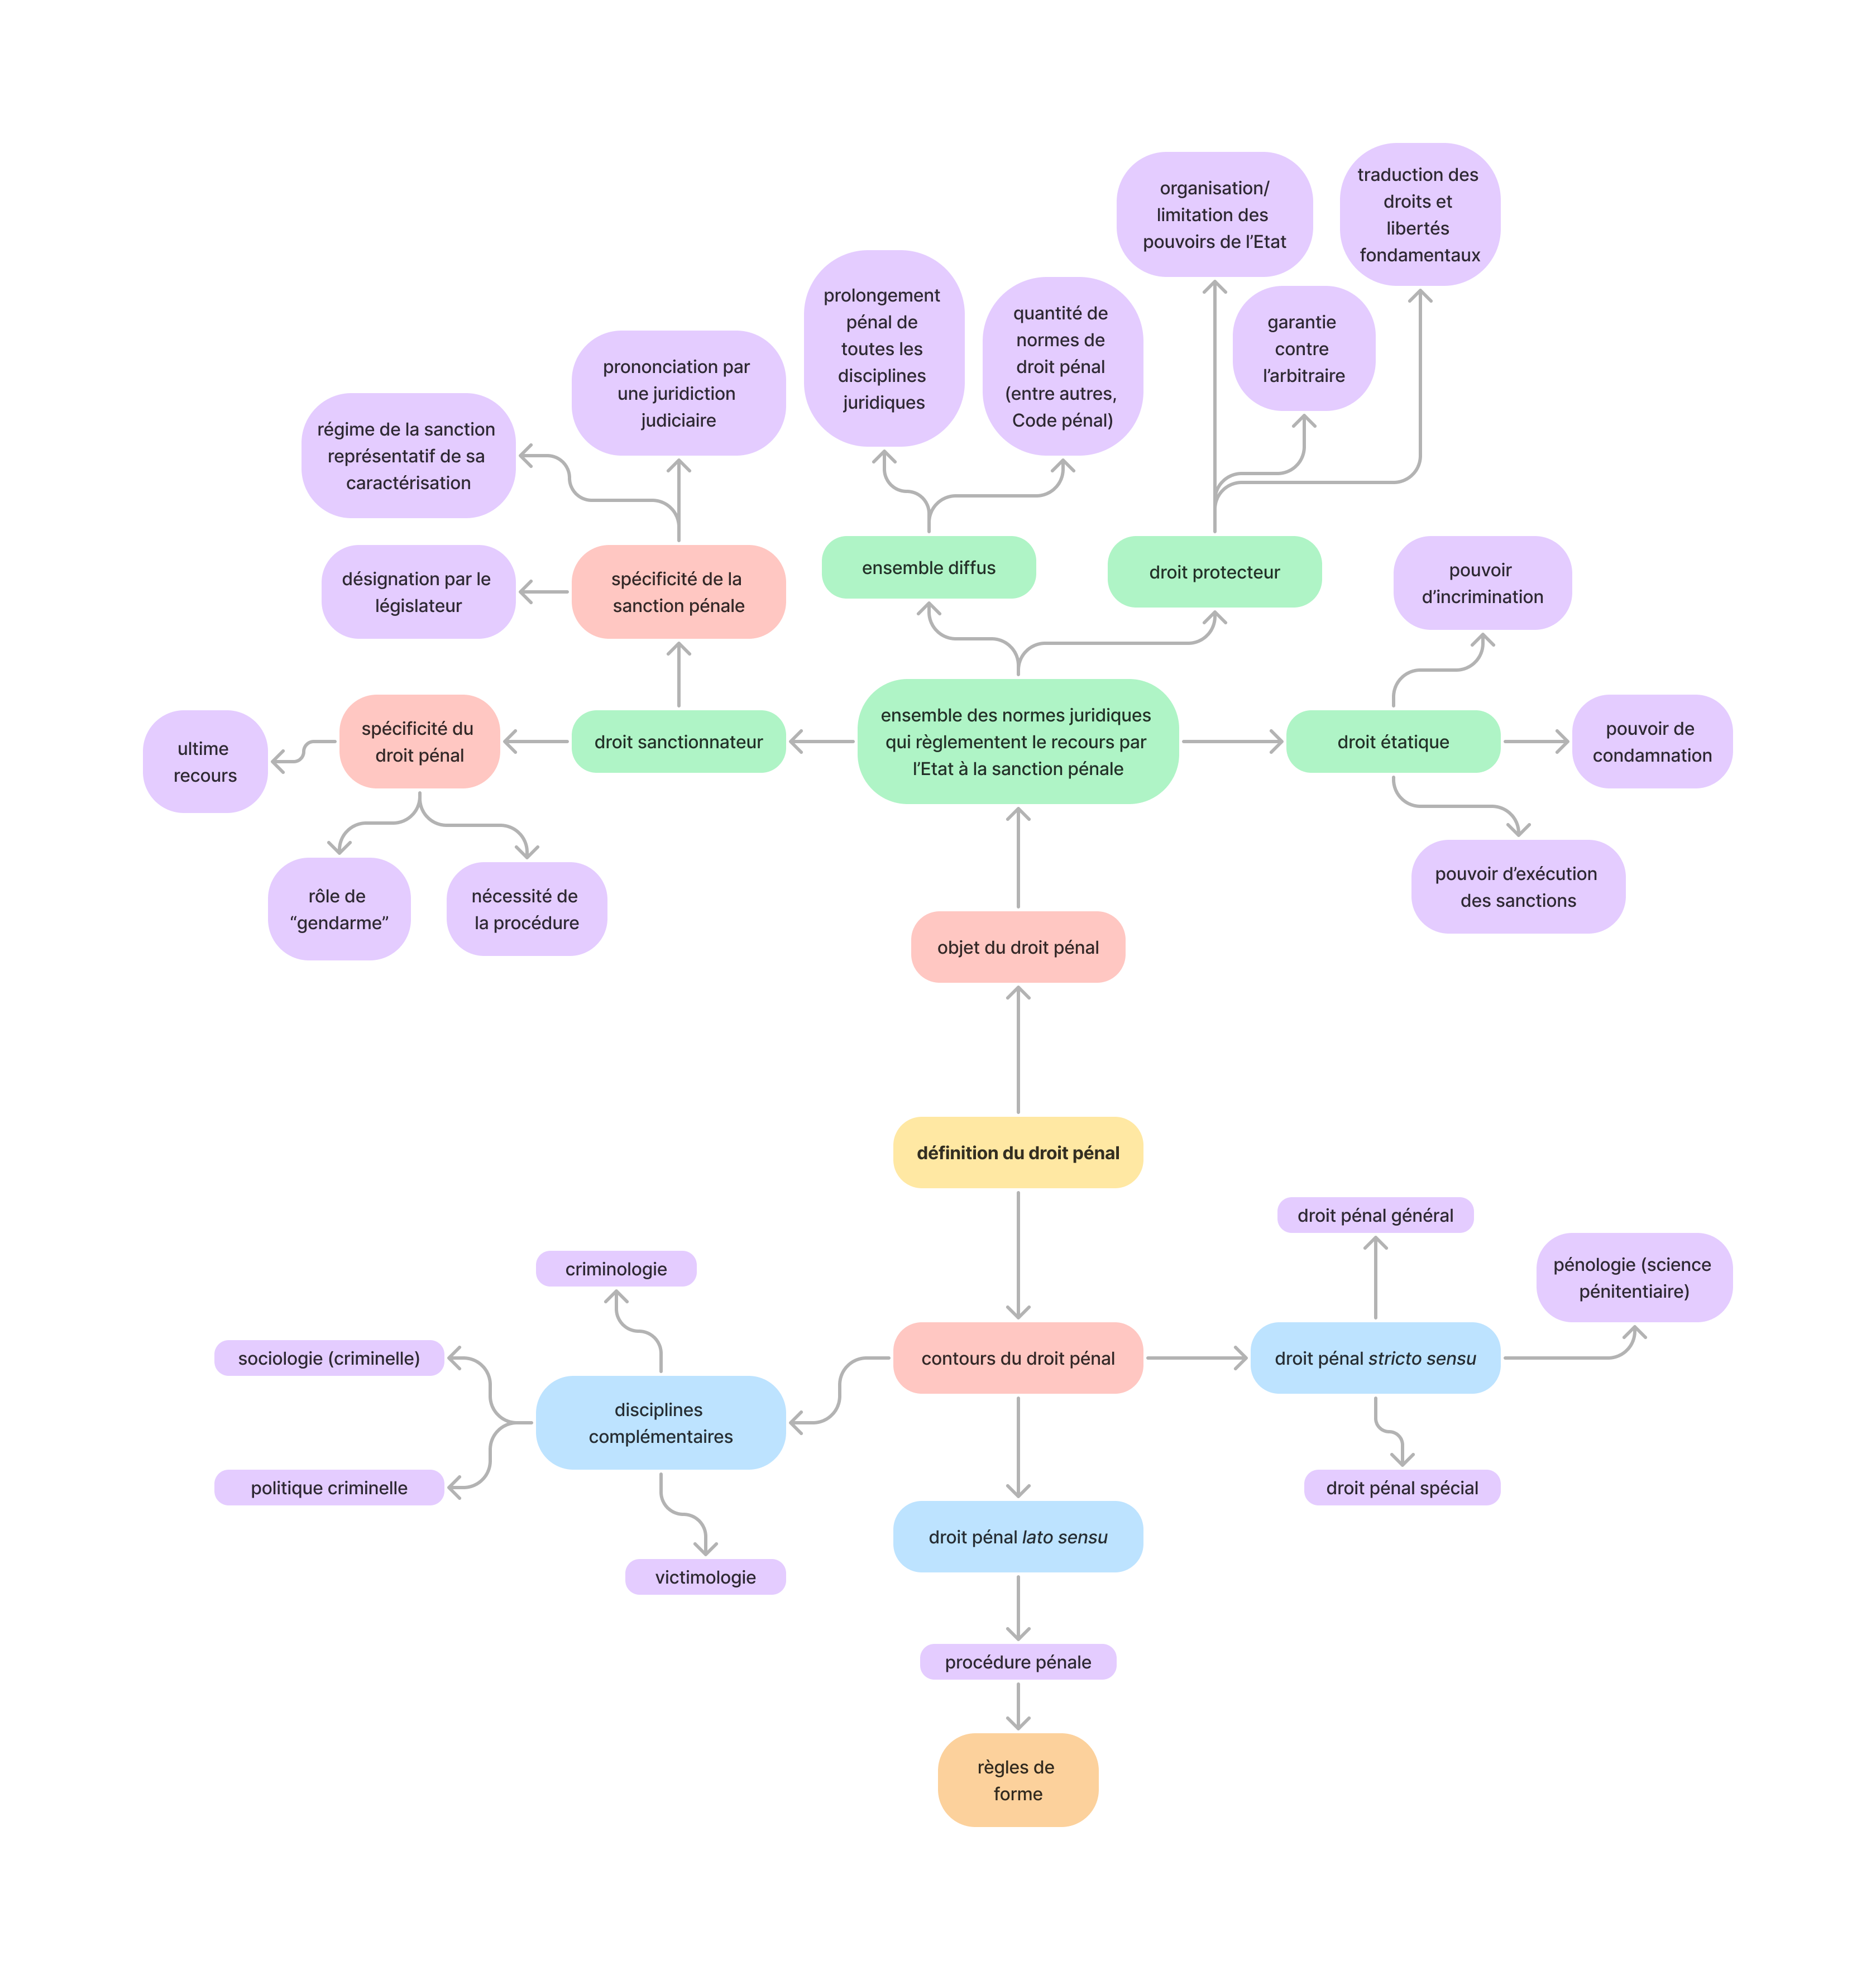 organisation/
limitation des
pouvoirs de l’Etat
traduction des
droits et
libertés
fondamentaux
prolongement
pénal de
toutes les
disciplines
juridiques
quantité de
normes de
droit pénal
(entre autres,
Code pénal)
garantie
contre
l’arbitraire
prononciation par
une juridiction
judiciaire
régime de la sanction
représentatif de sa
caractérisation
désignation par le
législateur
spécificité de la
sanction pénale
ensemble diffus
droit protecteur
pouvoir
d’incrimination
ultime
recours
spécificité du
droit pénal
droit sanctionnateur
ensemble des normes juridiques
qui règlementent le recours par
l’Etat à la sanction pénale
droit étatique
pouvoir de
condamnation
rôle de
“gendarme”
nécessité de
la procédure
pouvoir d’exécution
des sanctions
objet du droit pénal
définition du droit pénal
droit pénal général
criminologie
pénologie (science
pénitentiaire)
sociologie (criminelle)
contours du droit pénal
droit pénal stricto sensu
disciplines
complémentaires
politique criminelle
droit pénal spécial
droit pénal lato sensu
victimologie
procédure pénale
règles de
forme